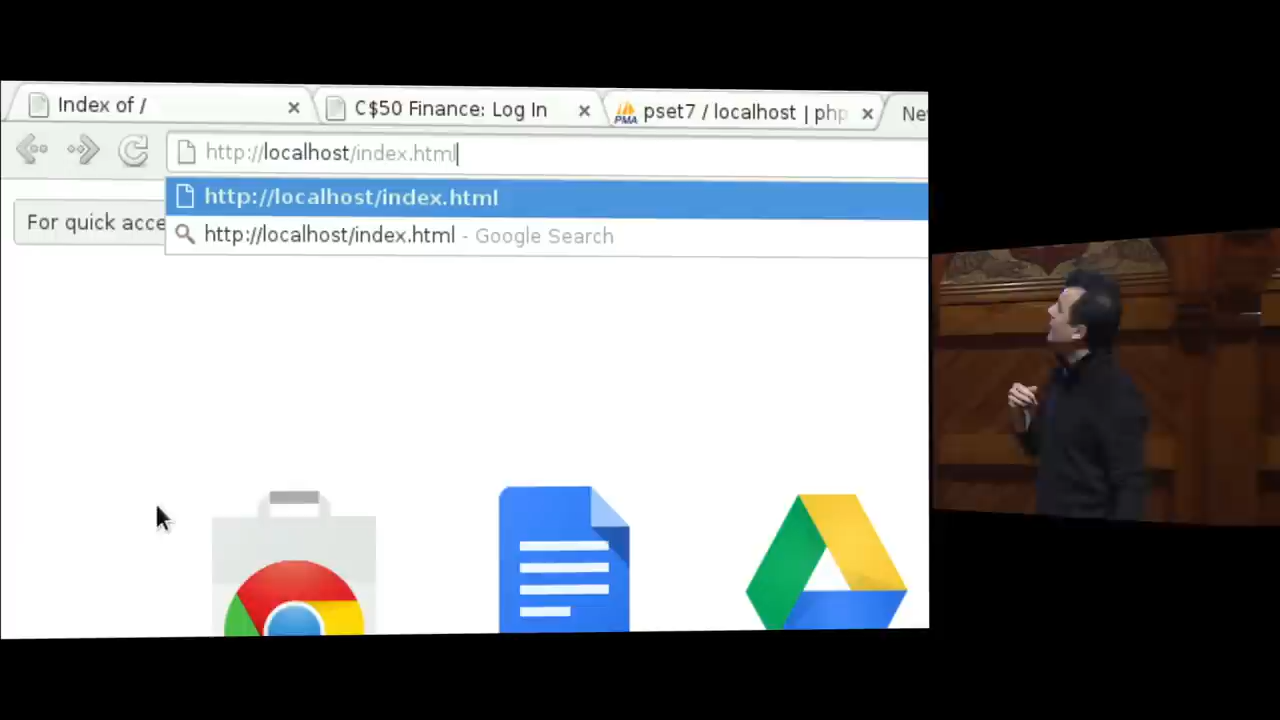 Index of /
C$50 Finance: Log In
pset7 / localhost | php
PMA
http://localhost/index.html
http://localhost/index.html
For quick acce
http://localhost/index.html - Google Search